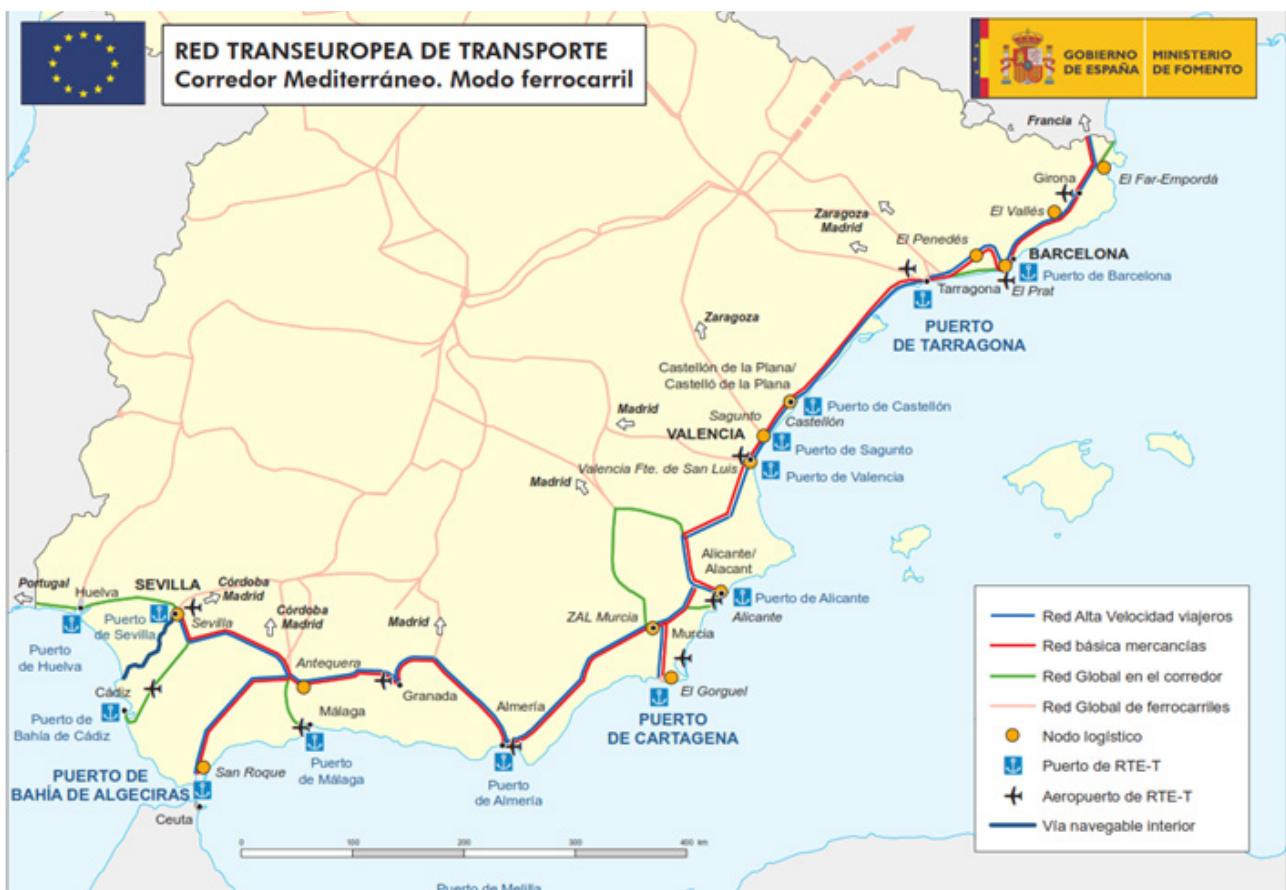 RED TRANSEUROPEA DE TRANSPORTE
Corredor Mediterráneo. Modo ferrocarril
GOBIERNO
DE ESPAÑA
MINISTERIO
DE FOMENTO
Francia
El Far-Empordá
Girona
El Vallés
Zaragoza
Madrid
El Penedés
BARCELONA
Puerto de Barcelona
El Prat
Tarragona
PUERTO
DE TARRAGONA
Zaragoza
Castellón de la Plana/
Castelló de la Plana
Puerto de Castellón
Sagunto
Castellón
Madrid
VALENCIA
Puerto de Sagunto
Valencia Fte. de San Luis
Puerto de Valencia
Madrid
Alicante/
Alacant
Puerto de Alicante
Alicante
ZAL Murcia
Murcia
El Gorguel
PUERTO
DE CARTAGENA
Portugal
Huelva
SEVILLA
Córdoba
Madrid
Puerto
de Sevilla
Sevilla
Puerto
de Huelva
Córdoba
Madrid
Madrid
Antequera
Granada
Almería
Cádiz
Puerto de
Bahía de Cádiz
Málaga
Puerto
de Málaga
Puerto
de Almería
San Roque
PUERTO DE
BAHÍA DE ALGECIRAS
Ceuta
0 100 200 300 400 km
Puerto de Melilla
Red Alta Velocidad viajeros
Red básica mercancías
Red Global en el corredor
Red Global de ferrocarriles
Nodo logístico
Puerto de RTE-T
Aeropuerto de RTE-T
Vía navegable interior